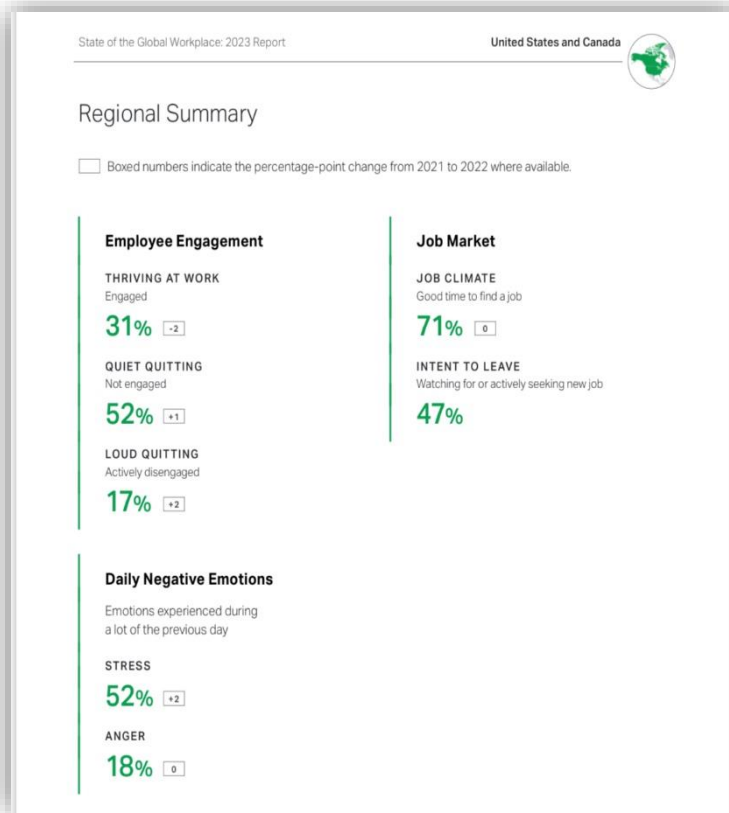 State of the Global Workplace: 2023 Report
United States and Canada
Regional Summary
Boxed numbers indicate the percentage-point change from 2021 to 2022 where available.
Employee Engagement
THRIVING AT WORK
Engaged
31% -2
QUIET QUITTING
Not engaged
52% +1
LOUD QUITTING
Actively disengaged
17% +2
Job Market
JOB CLIMATE
Good time to find a job
71% 0
INTENT TO LEAVE
Watching for or actively seeking new job
47%
Daily Negative Emotions
Emotions experienced during
a lot of the previous day
STRESS
52% +2
ANGER
18% 0